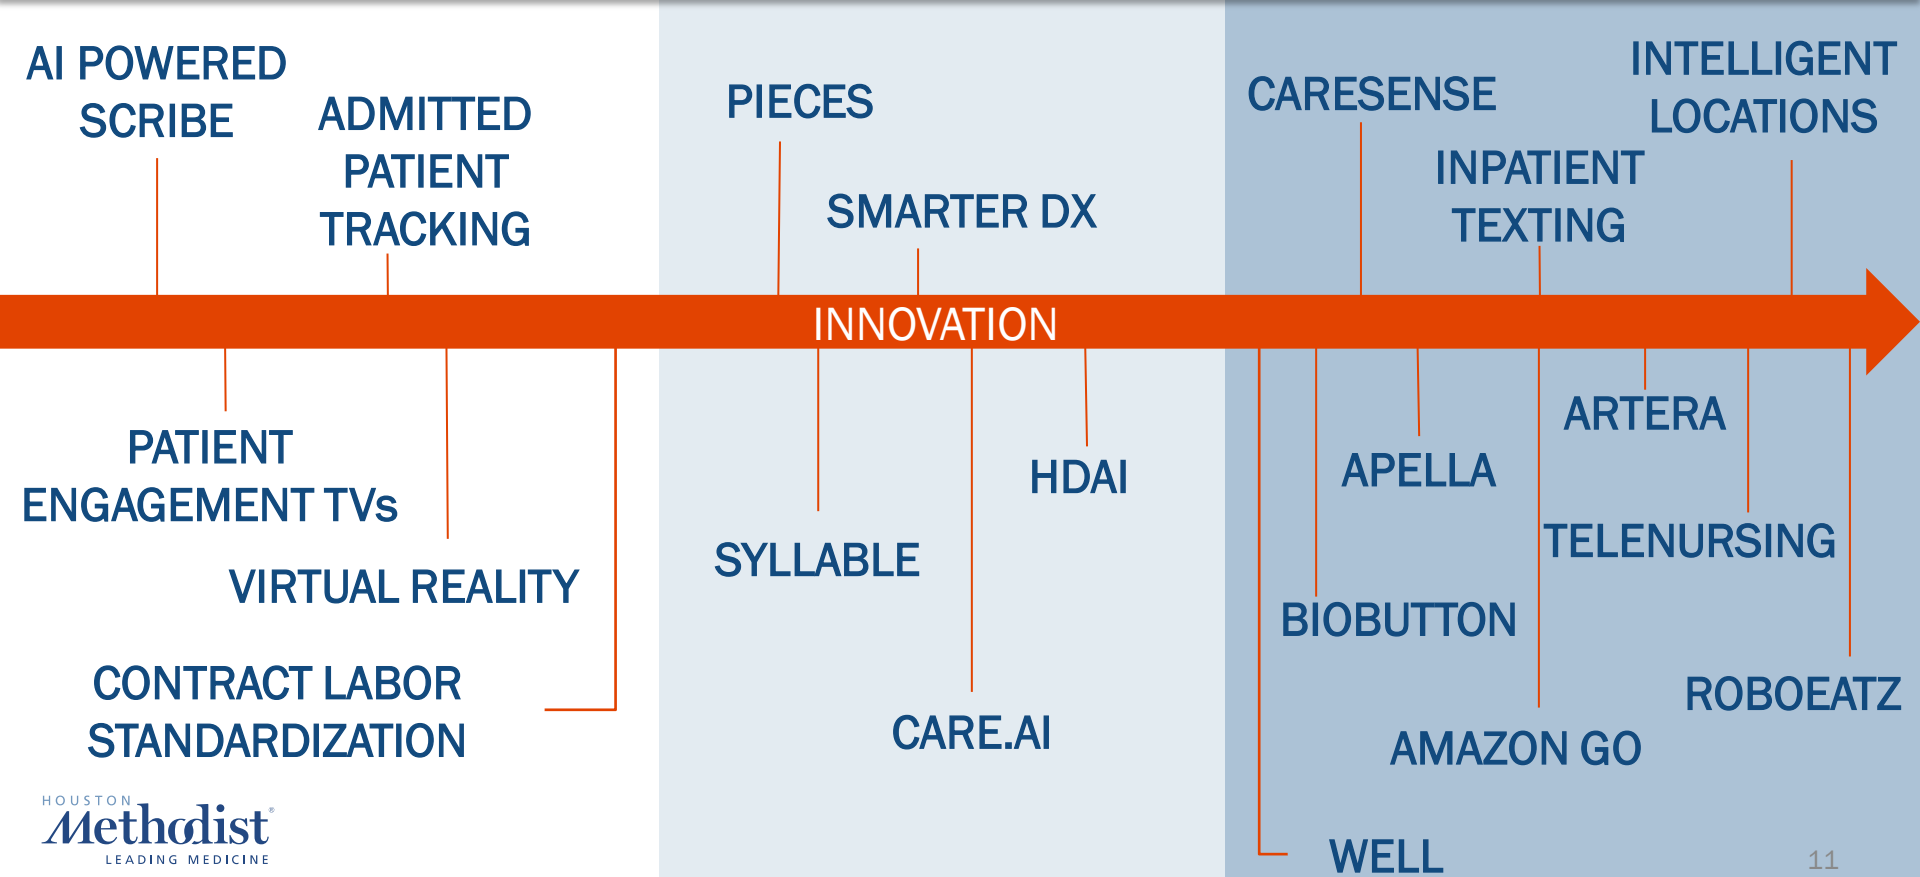 AI POWERED
SCRIBE
ADMITTED
PATIENT
TRACKING
PIECES
SMARTER DX
CARESENSE
INPATIENT
TEXTING
INTELLIGENT
LOCATIONS
INNOVATION
PATIENT
ENGAGEMENT TVs
VIRTUAL REALITY
CONTRACT LABOR
STANDARDIZATION
SYLLABLE
CARE.AI
HDAI
APELLA
ARTERA
TELENURSING
BIOBUTTON
AMAZON GO
ROBOEATZ
WELL
HOUSTON
Methodist®
LEADING MEDICINE
11